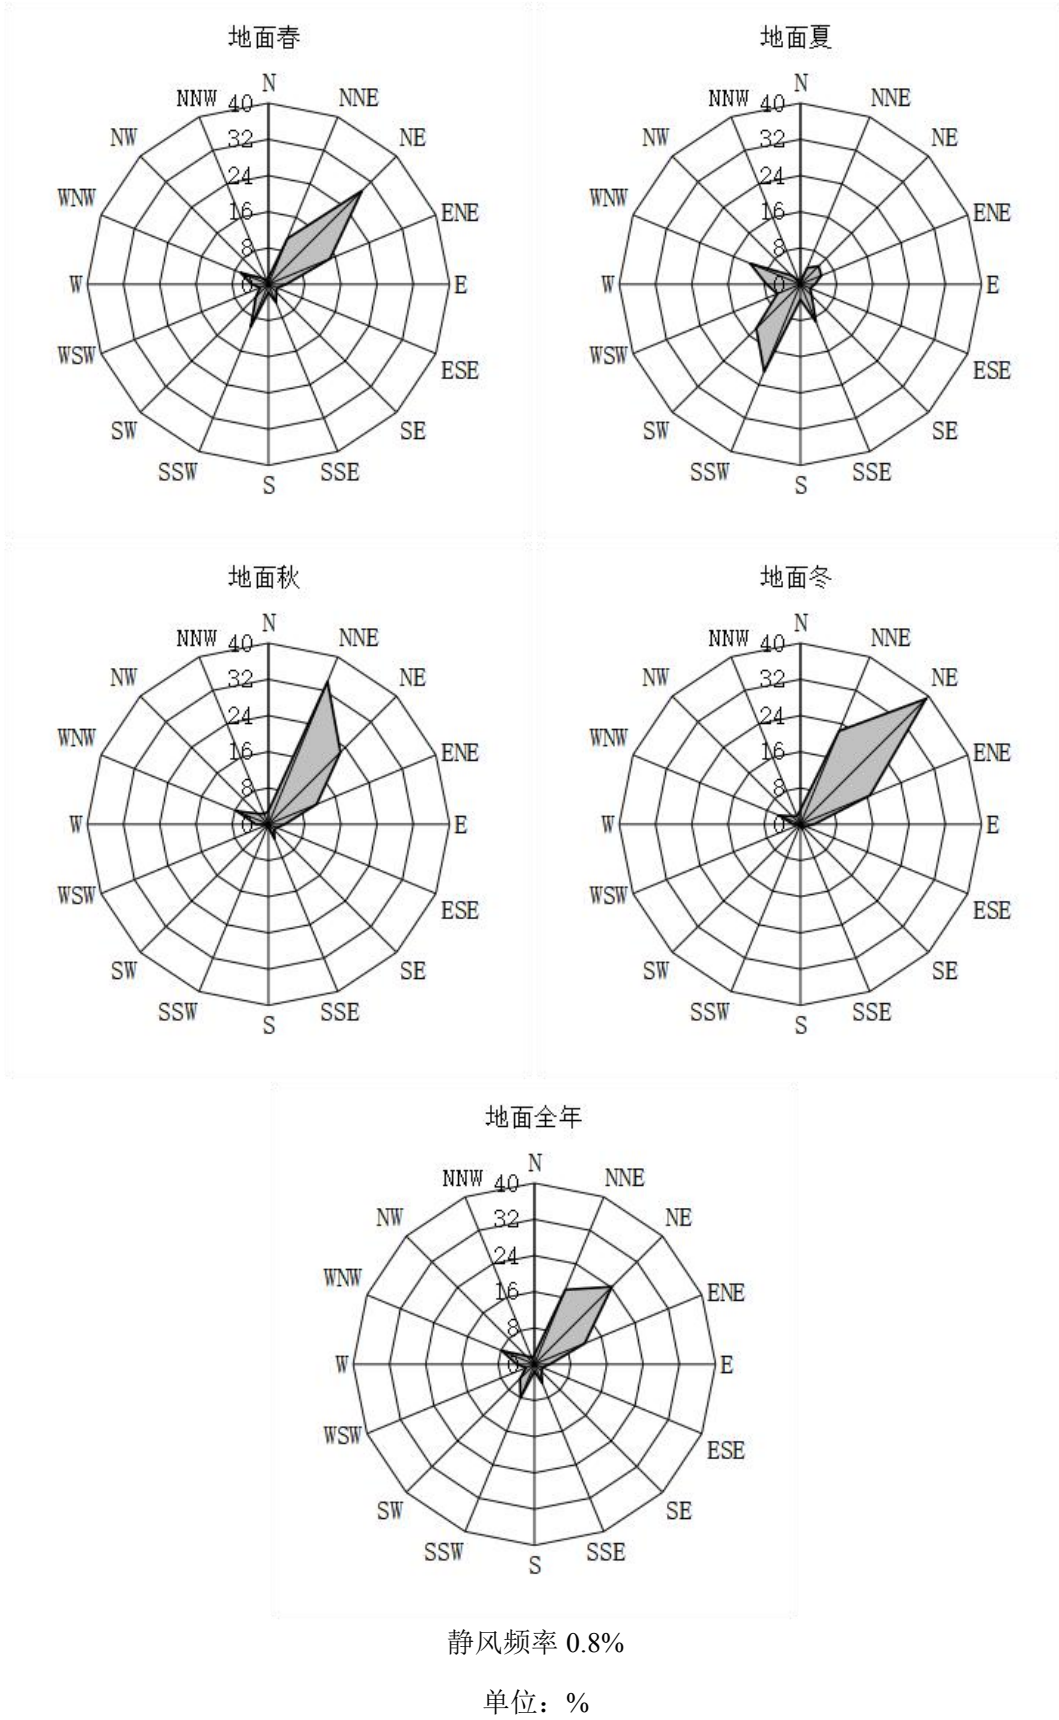 地面春
N
NNW 40 NNE
NW 32 NE
24
WNW 16 ENE
8
W 0 E
WSW ESE
SW SE
SSW SSE
S
地面夏
N
NNW 40 NNE
NW 32 NE
24
WNW 16 ENE
8
W 0 E
WSW ESE
SW SE
SSW SSE
S
地面秋
N
NNW 40 NNE
NW 32 NE
24
WNW 16 ENE
8
W 0 E
WSW ESE
SW SE
SSW SSE
S
地面冬
N
NNW 40 NNE
NW 32 NE
24
WNW 16 ENE
8
W 0 E
WSW ESE
SW SE
SSW SSE
S
地面全年
N
NNW 40 NNE
NW 32 NE
24
WNW 16 ENE
8
W 0 E
WSW ESE
SW SE
SSW SSE
S
静风频率 0.8%
单位：%